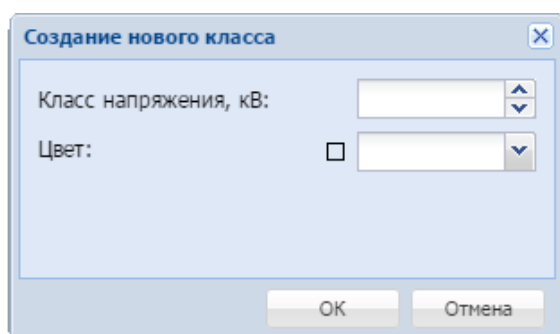 Создание нового класса
Класс напряжения, кВ:
Цвет:
ОК Отмена